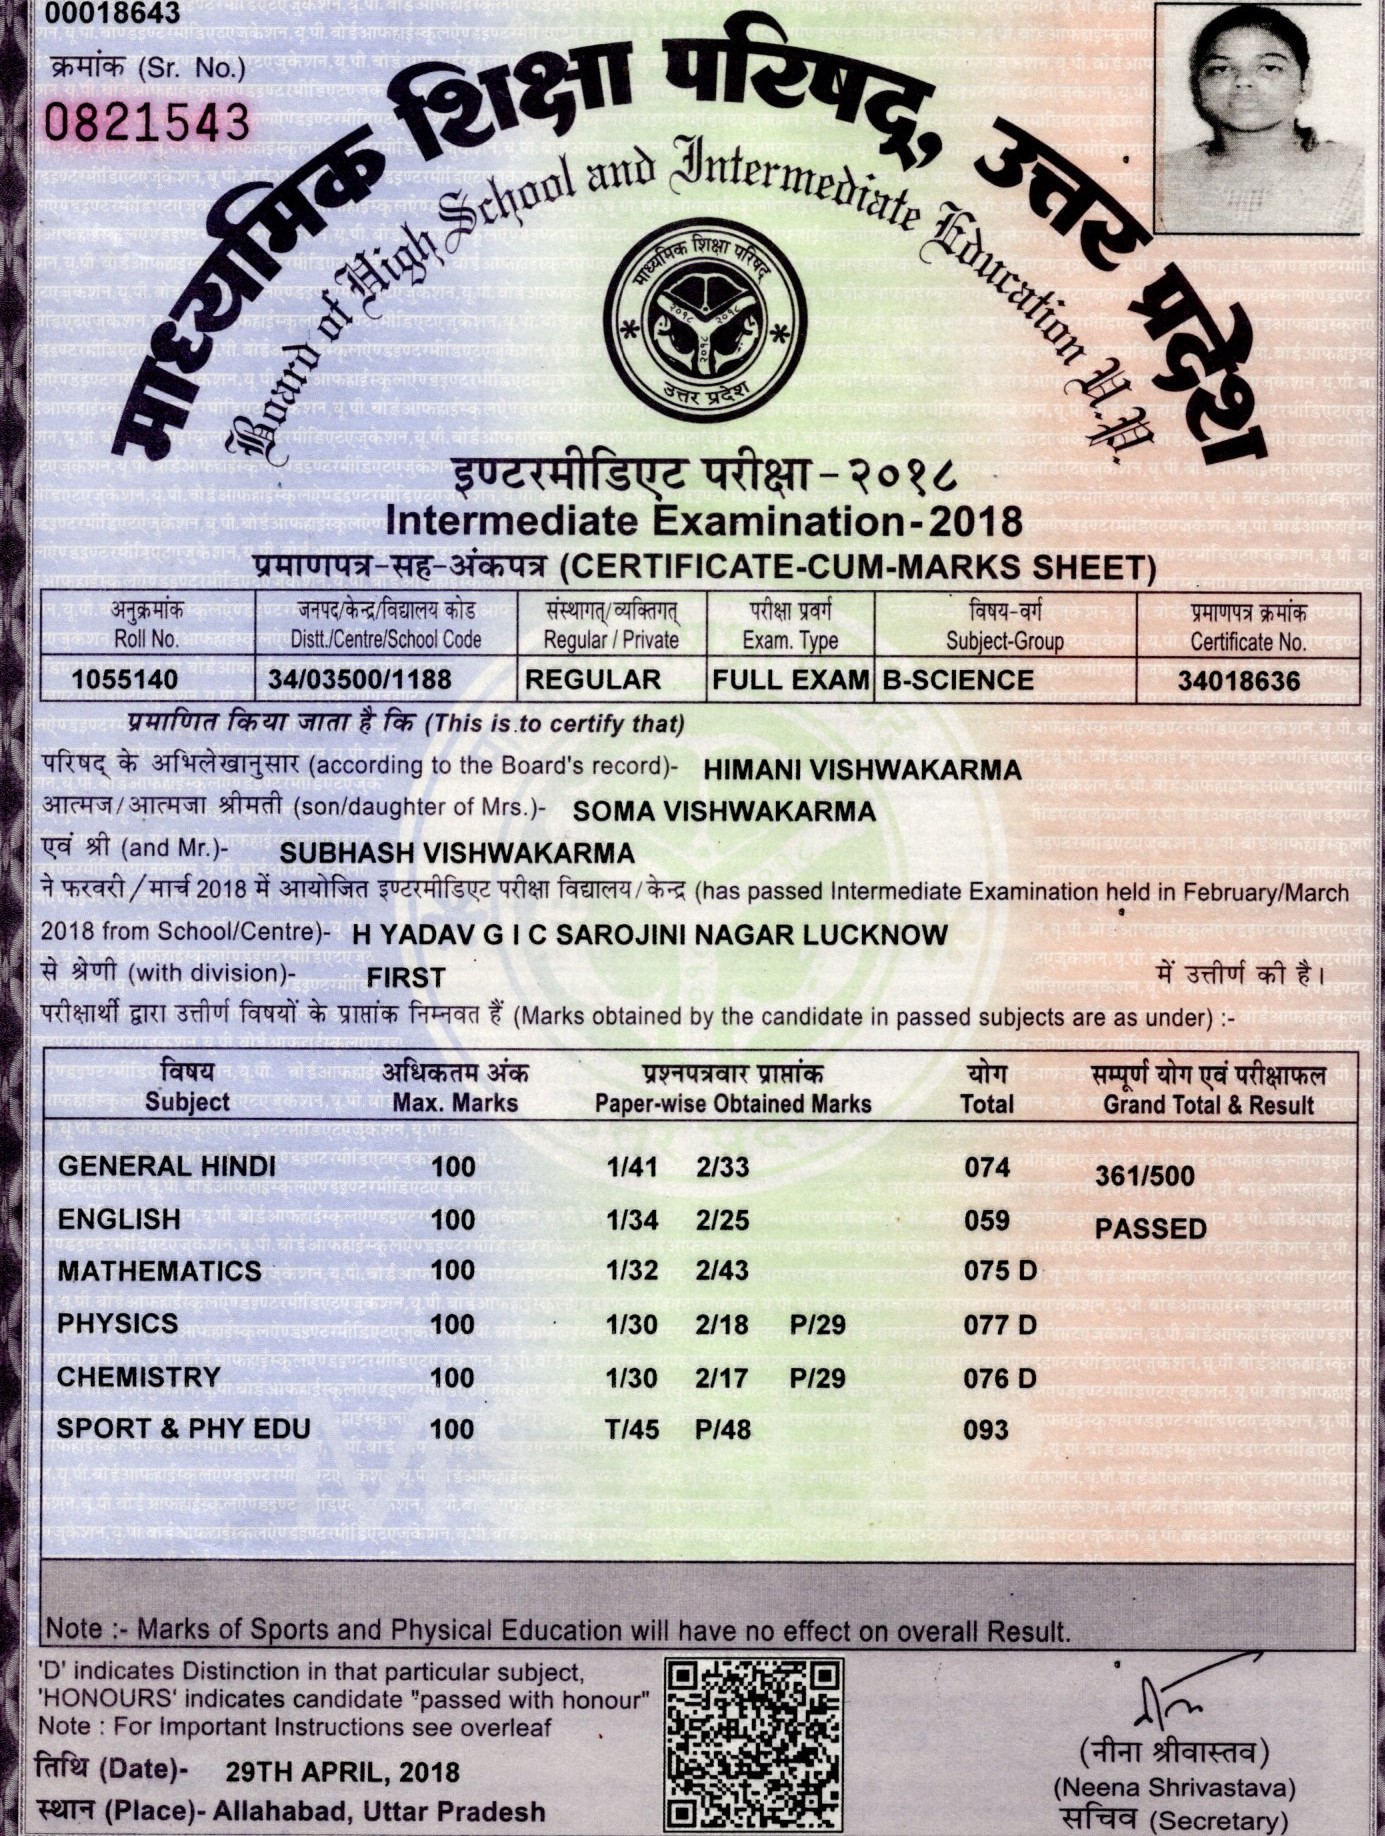 00018643
क्रमांक (Sr. No.)
0821543
माध्यमिक शिक्षा परिषद्, उत्तर प्रदेश
Board of High School and Intermediate Education U.P.
माध्यमिक शिक्षा परिषद्
२०१८ २०१८
२०१८
उत्तर प्रदेश
इण्टरमीडिएट परीक्षा - २०१८
Intermediate Examination - 2018
प्रमाणपत्र-सह-अंकपत्र (CERTIFICATE-CUM-MARKS SHEET)
अनुक्रमांक जनपद/केन्द्र/विद्यालय कोड संस्थागत्/व्यक्तिगत् परीक्षा प्रवर्ग विषय-वर्ग प्रमाणपत्र क्रमांक
Roll No. Distt./Centre/School Code Regular / Private Exam. Type Subject-Group Certificate No.
1055140 34/03500/1188 REGULAR FULL EXAM B-SCIENCE 34018636
प्रमाणित किया जाता है कि (This is to certify that)
परिषद् के अभिलेखानुसार (according to the Board's record)- HIMANI VISHWAKARMA
आत्मज/आत्मजा श्रीमती (son/daughter of Mrs.)- SOMA VISHWAKARMA
एवं श्री (and Mr.)- SUBHASH VISHWAKARMA
ने फरवरी/मार्च 2018 में आयोजित इण्टरमीडिएट परीक्षा विद्यालय/केन्द्र (has passed Intermediate Examination held in February/March
2018 from School/Centre)- H YADAV G I C SAROJINI NAGAR LUCKNOW
से श्रेणी (with division)- FIRST में उत्तीर्ण की है।
परीक्षार्थी द्वारा उत्तीर्ण विषयों के प्राप्तांक निम्नवत हैं (Marks obtained by the candidate in passed subjects are as under) :-
विषय अधिकतम अंक प्रश्नपत्रवार प्राप्तांक योग सम्पूर्ण योग एवं परीक्षाफल
Subject Max. Marks Paper-wise Obtained Marks Total Grand Total & Result
GENERAL HINDI 100 1/41 2/33 074 361/500
ENGLISH 100 1/34 2/25 059 PASSED
MATHEMATICS 100 1/32 2/43 075 D
PHYSICS 100 1/30 2/18 P/29 077 D
CHEMISTRY 100 1/30 2/17 P/29 076 D
SPORT & PHY EDU 100 T/45 P/48 093
Note :- Marks of Sports and Physical Education will have no effect on overall Result.
'D' indicates Distinction in that particular subject,
'HONOURS' indicates candidate "passed with honour"
Note : For Important Instructions see overleaf
तिथि (Date)- 29TH APRIL, 2018
स्थान (Place)- Allahabad, Uttar Pradesh
(नीना श्रीवास्तव)
(Neena Shrivastava)
सचिव (Secretary)